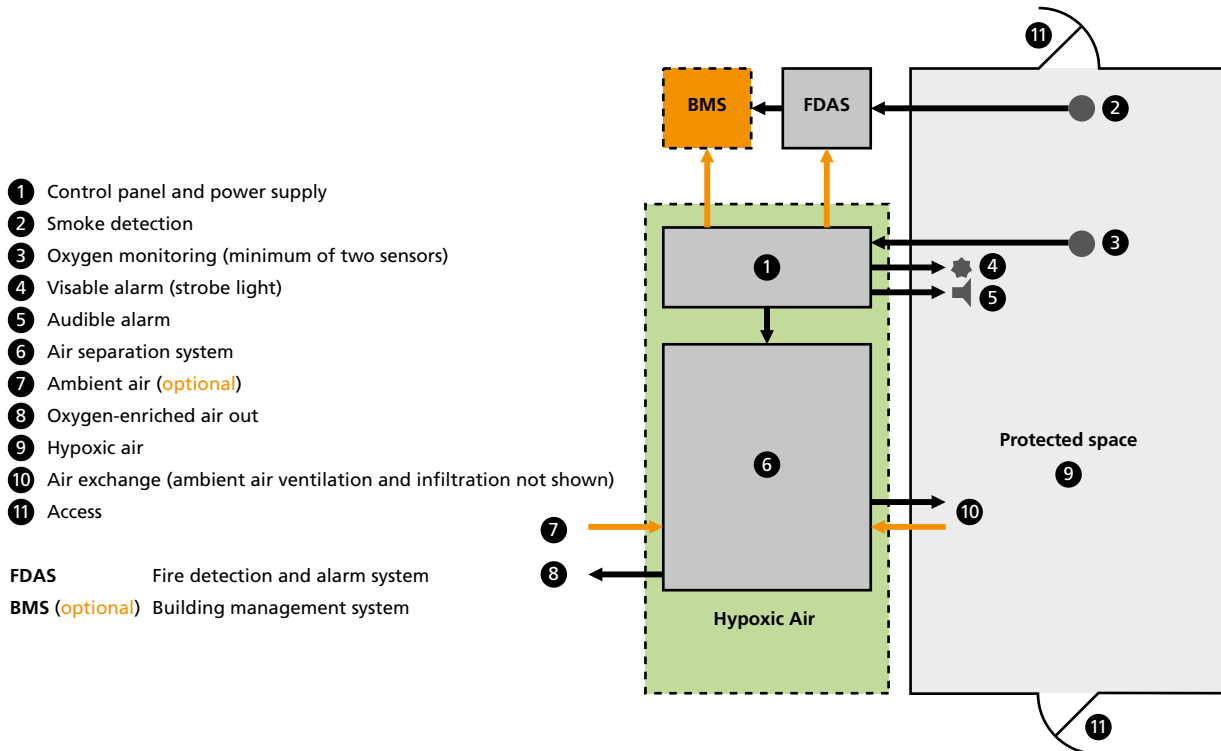 11
BMS
FDAS
2
1 Control panel and power supply
2 Smoke detection
3 Oxygen monitoring (minimum of two sensors)
4 Visable alarm (strobe light)
5 Audible alarm
6 Air separation system
7 Ambient air (optional)
8 Oxygen-enriched air out
9 Hypoxic air
10 Air exchange (ambient air ventilation and infiltration not shown)
11 Access
FDAS Fire detection and alarm system
BMS (optional) Building management system
3
1
4
5
Protected space
6
9
10
7
8
Hypoxic Air
11